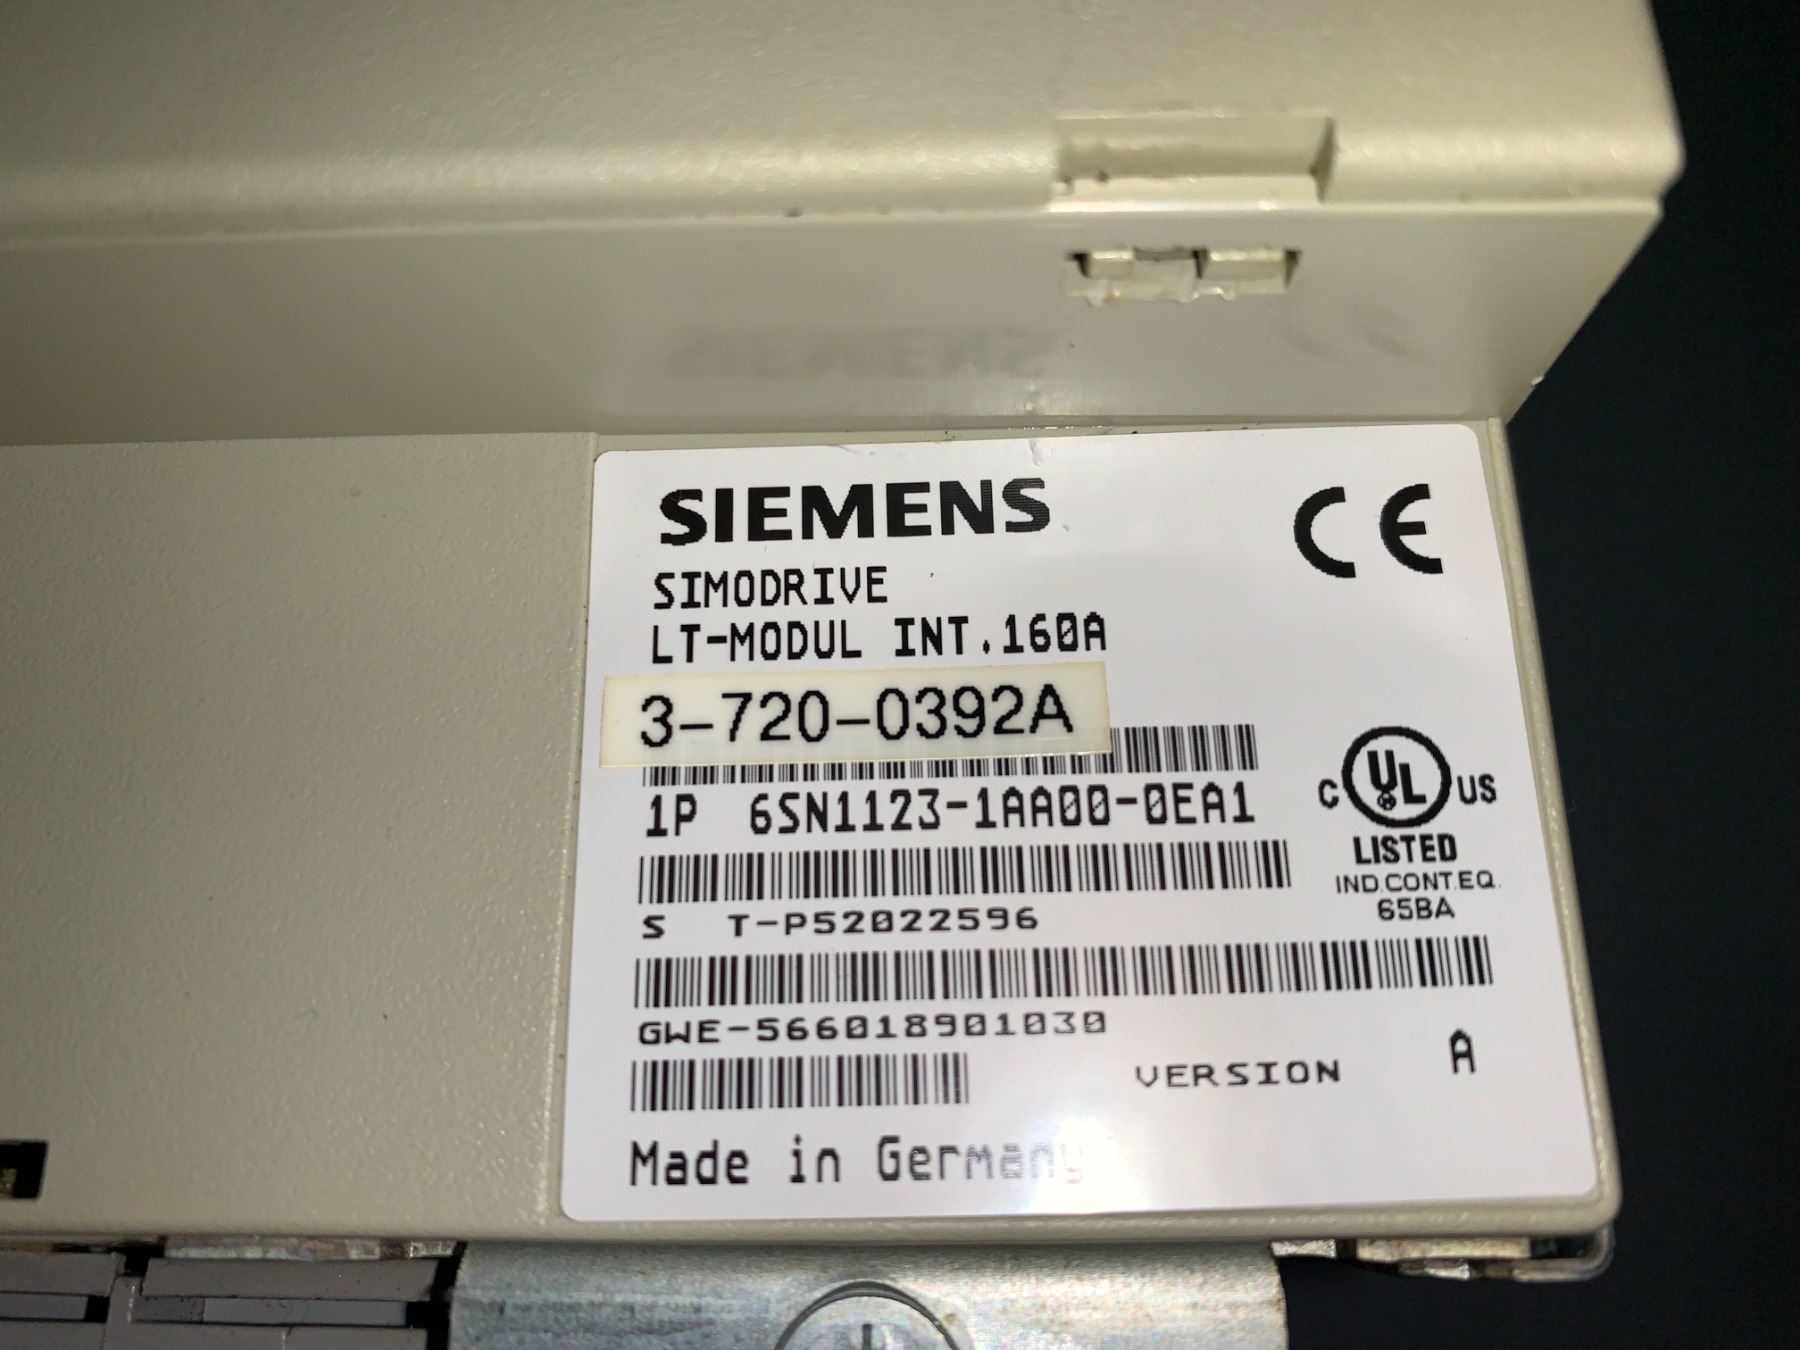 SIEMENS
CE
SIMODRIVE
LT-MODUL INT.160A
3-720-0392A
1P 6SN1123-1AA00-0EA1
C UL US
LISTED
IND.CONT.EQ.
65BA
S T-P52022596
GWE-566018901030
VERSION A
Made in Germany